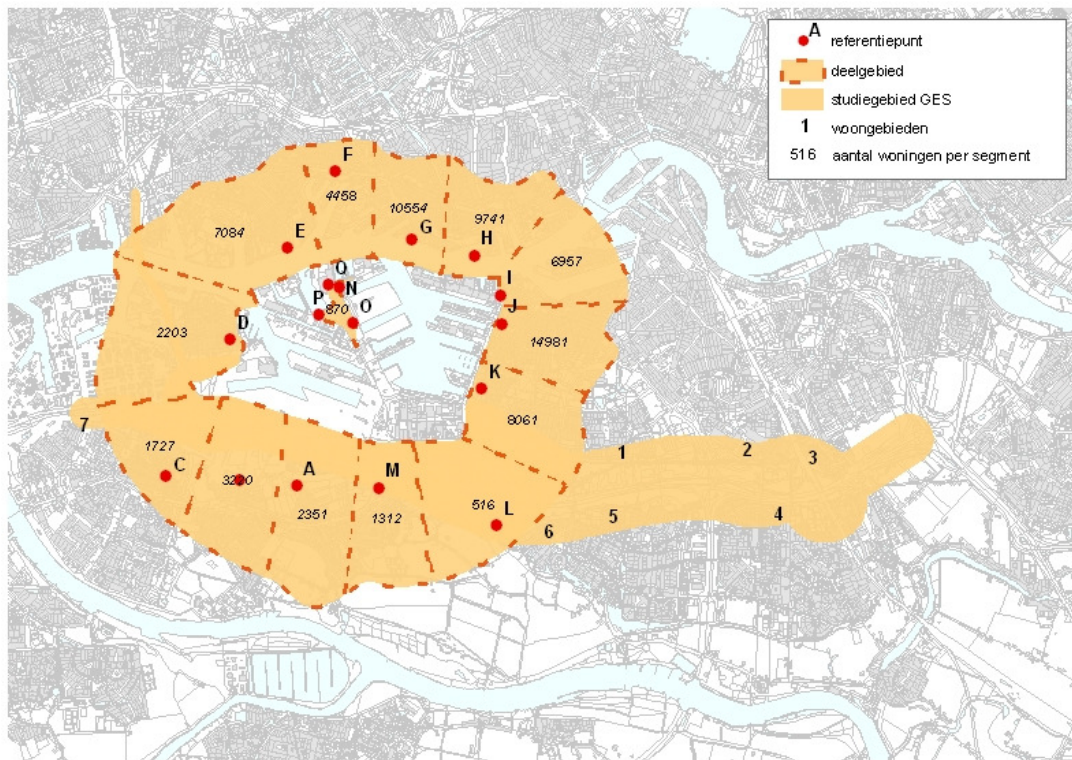 A
referentiepunt
deelgebied
studiegebied GES
1 woongebieden
516 aantal woningen per segment
F
4458
10554
9741
7084
E
G
H
6957
Q
N
I
P
870
O
J
2203
D
14981
K
8061
7
1727
C
A
M
2351
1312
516
L
1
2
3
4
5
6